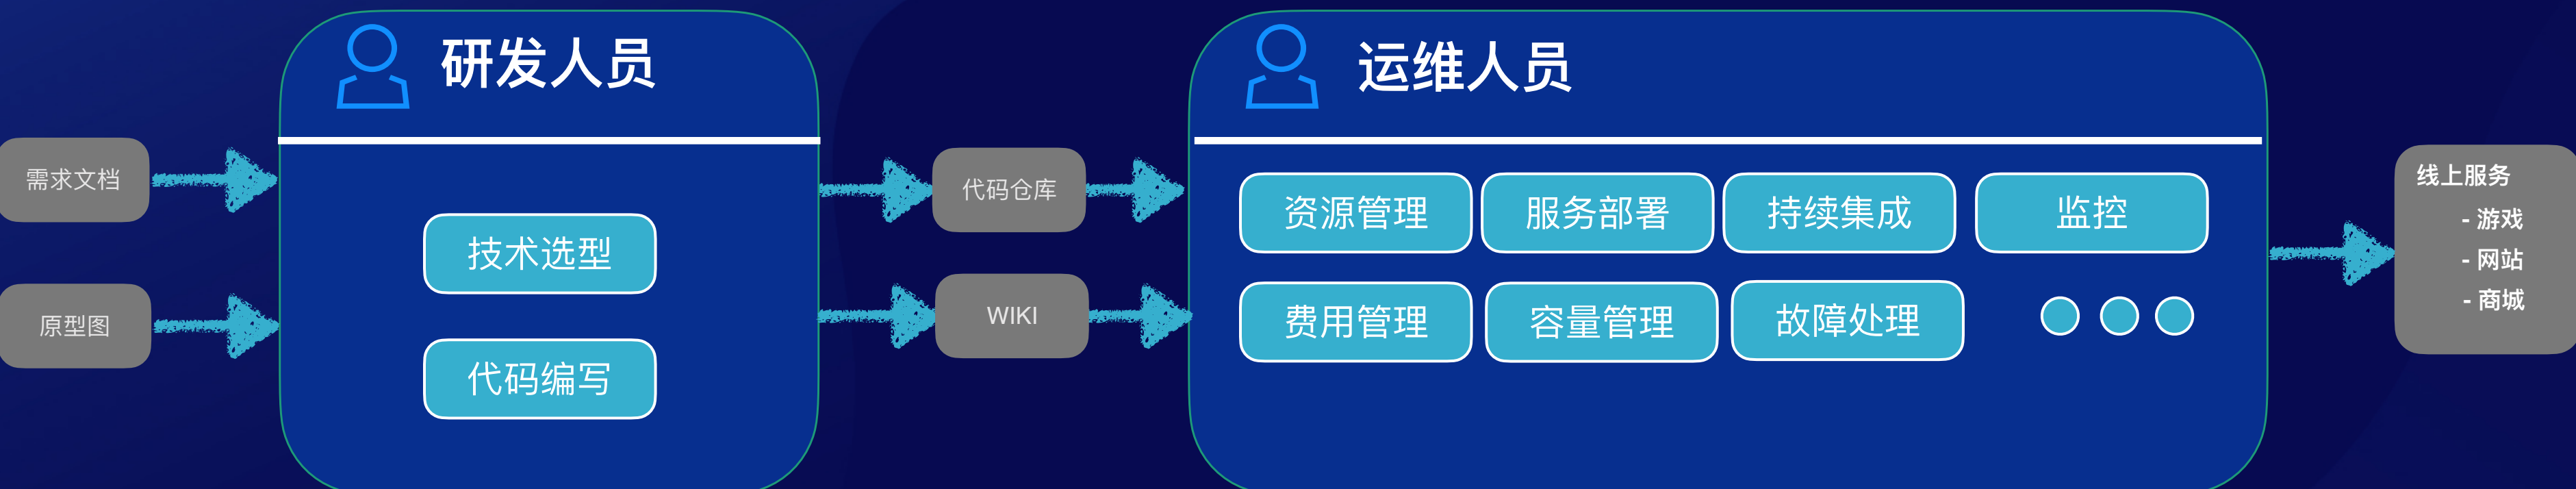 需求文档
原型图
研发人员
技术选型
代码编写
代码仓库
WIKI
运维人员
资源管理
服务部署
持续集成
监控
费用管理
容量管理
故障处理
线上服务
- 游戏
- 网站
- 商城